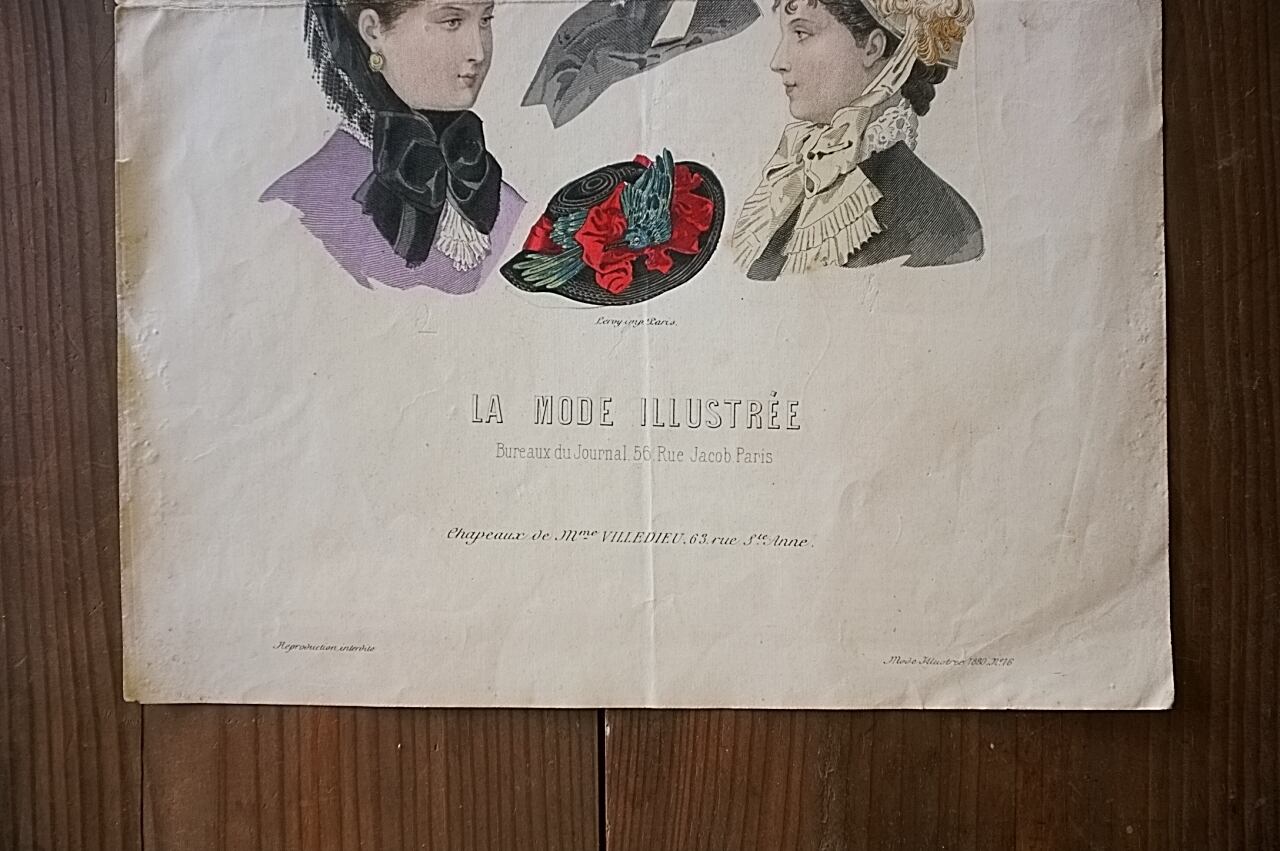 Leroy imp. Paris.
LA MODE ILLUSTRÉE
Bureaux du Journal. 56, Rue Jacob Paris
Chapeaux de Mme VILLEDIEU. 63, rue Ste Anne.
Reproduction interdite
Mode Illustrée 1880. No. 16